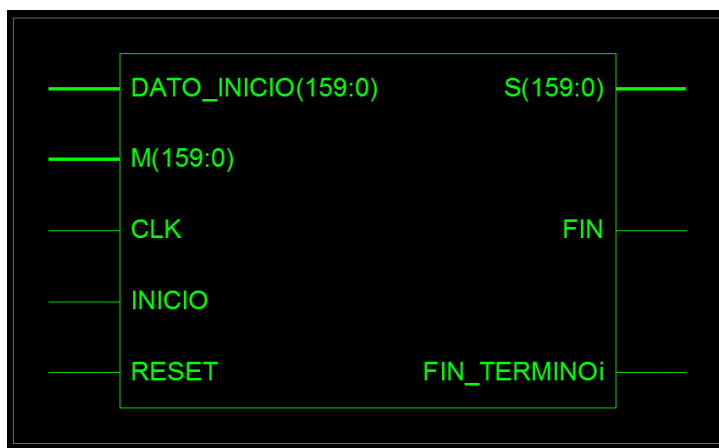 DATO_INICIO(159:0) S(159:0)
M(159:0)
CLK FIN
INICIO
RESET FIN_TERMINOi